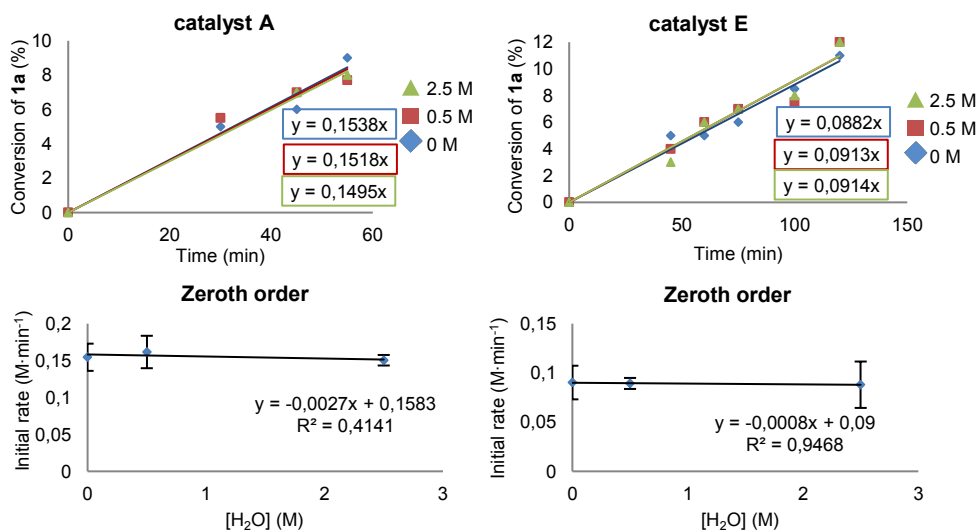 catalyst A
Conversion of 1a (%)
10
8
6
4
2
0
0
20
40
60
Time (min)
2.5 M
0.5 M
0 M
y = 0,1538x
y = 0,1518x
y = 0,1495x
catalyst E
Conversion of 1a (%)
12
10
8
6
4
2
0
0
50
100
150
Time (min)
2.5 M
0.5 M
0 M
y = 0,0882x
y = 0,0913x
y = 0,0914x
Zeroth order
Initial rate (M·min⁻¹)
0,2
0,15
0,1
0,05
0
0
1
2
3
[H₂O] (M)
y = -0,0027x + 0,1583
R² = 0,4141
Zeroth order
Initial rate (M·min⁻¹)
0,15
0,1
0,05
0
0
1
2
3
[H₂O] (M)
y = -0,0008x + 0,09
R² = 0,9468